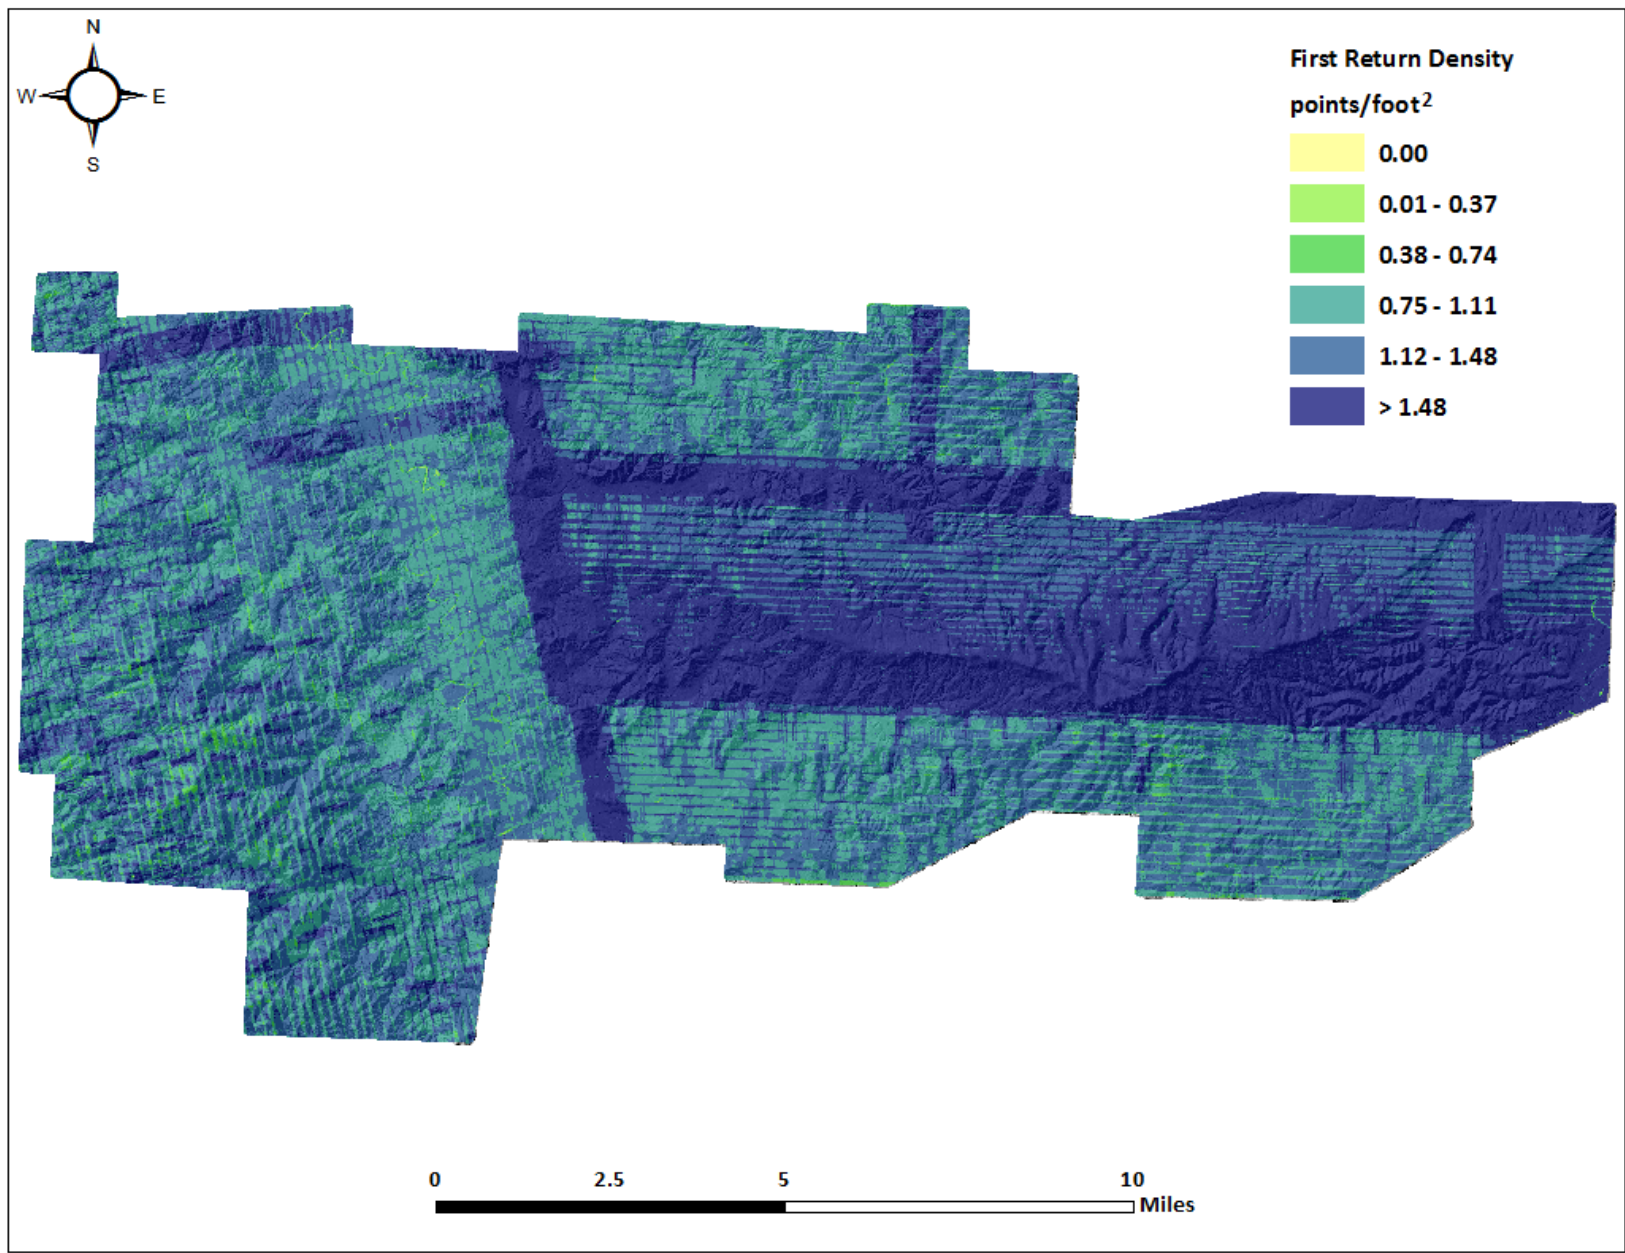 N
W E
S
First Return Density
points/foot²
0.00
0.01 - 0.37
0.38 - 0.74
0.75 - 1.11
1.12 - 1.48
> 1.48
0 2.5 5 10
Miles